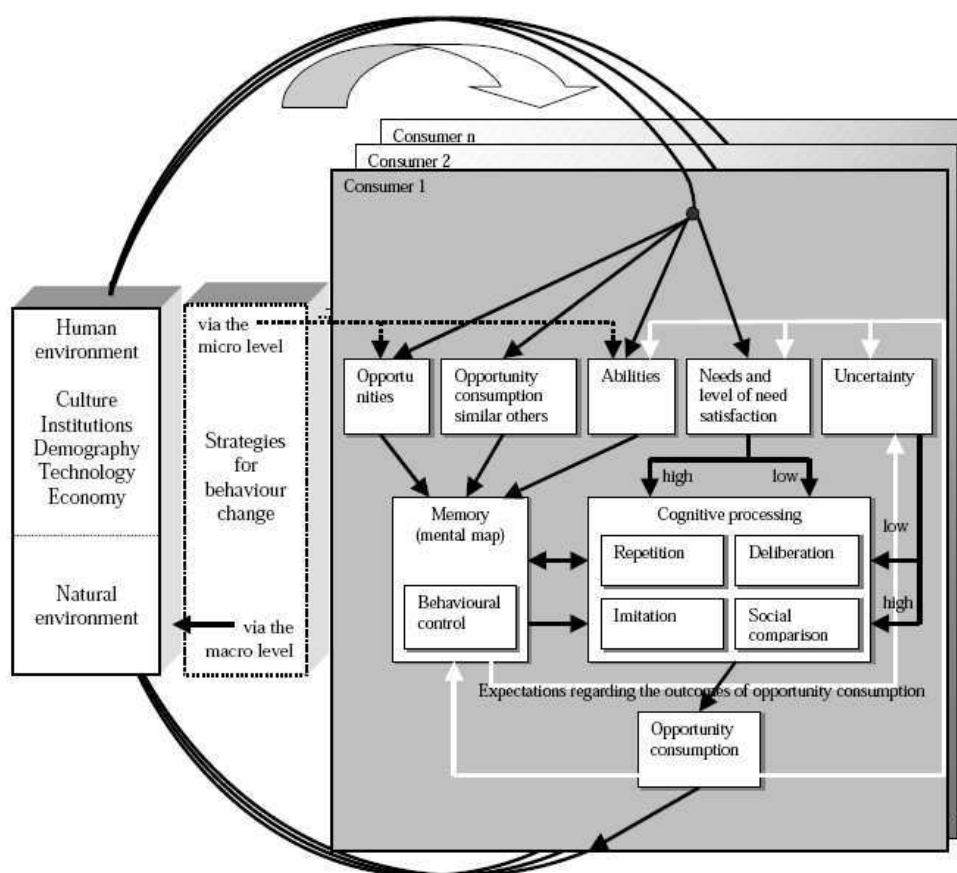 Consumer n
Consumer 2
Consumer 1
Human
environment
Culture
Institutions
Demography
Technology
Economy
Natural
environment
via the
micro level
Strategies
for
behaviour
change
via the
macro level
Opportu
nities
Opportunity
consumption
similar others
Abilities
Needs and
level of need
satisfaction
Uncertainty
high
low
Memory
(mental map)
Behavioural
control
Cognitive processing
Repetition
Deliberation
Imitation
Social
comparison
low
high
Expectations regarding the outcomes of opportunity consumption
Opportunity
consumption